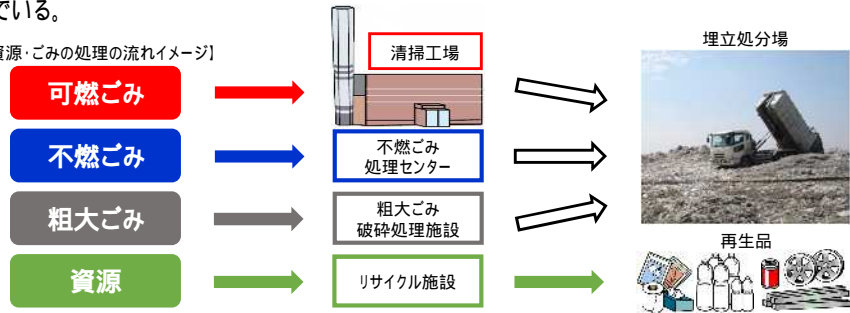 でいる。
資源・ごみの処理の流れイメージ】
清掃工場
埋立処分場
可燃ごみ
不燃ごみ
不燃ごみ
処理センター
粗大ごみ
粗大ごみ
破砕処理施設
再生品
資源
リサイクル施設